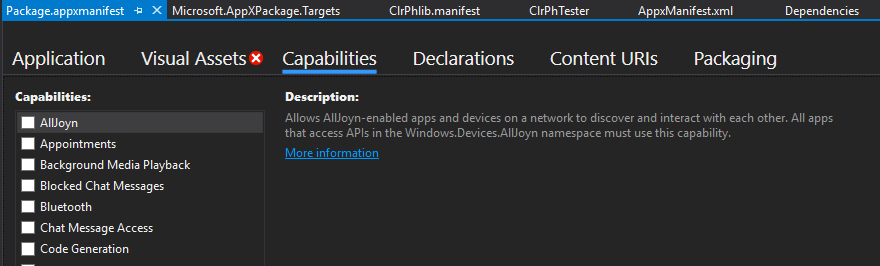 Package.appxmanifest Microsoft.AppXPackage.Targets ClrPhlib.manifest ClrPhTester AppxManifest.xml Dependencies
Application Visual Assets Capabilities Declarations Content URIs Packaging
Capabilities:
AllJoyn
Appointments
Background Media Playback
Blocked Chat Messages
Bluetooth
Chat Message Access
Code Generation
Description:
Allows AllJoyn-enabled apps and devices on a network to discover and interact with each other. All apps
that access APIs in the Windows.Devices.AllJoyn namespace must use this capability.
More information